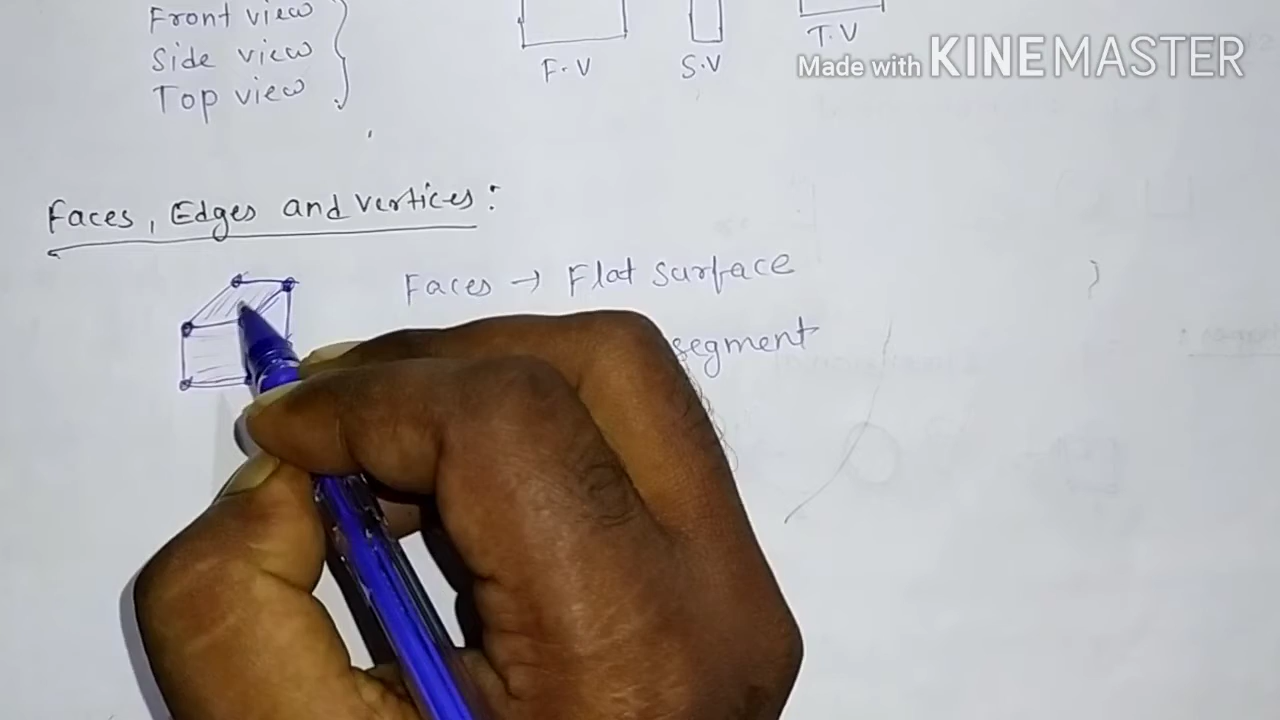 Front view
Side view
Top view
F.V
S.V
T.V
Made with KINEMASTER
Faces, Edges and vertices:
Faces → Flat surface
segment